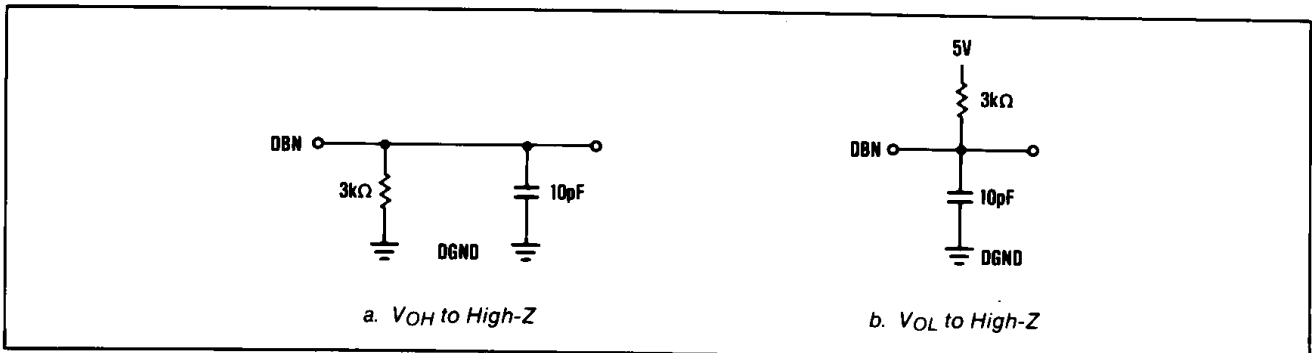 DBN
3kΩ
10pF
DGND
a. VOH to High-Z
5V
3kΩ
DBN
10pF
DGND
b. VOL to High-Z